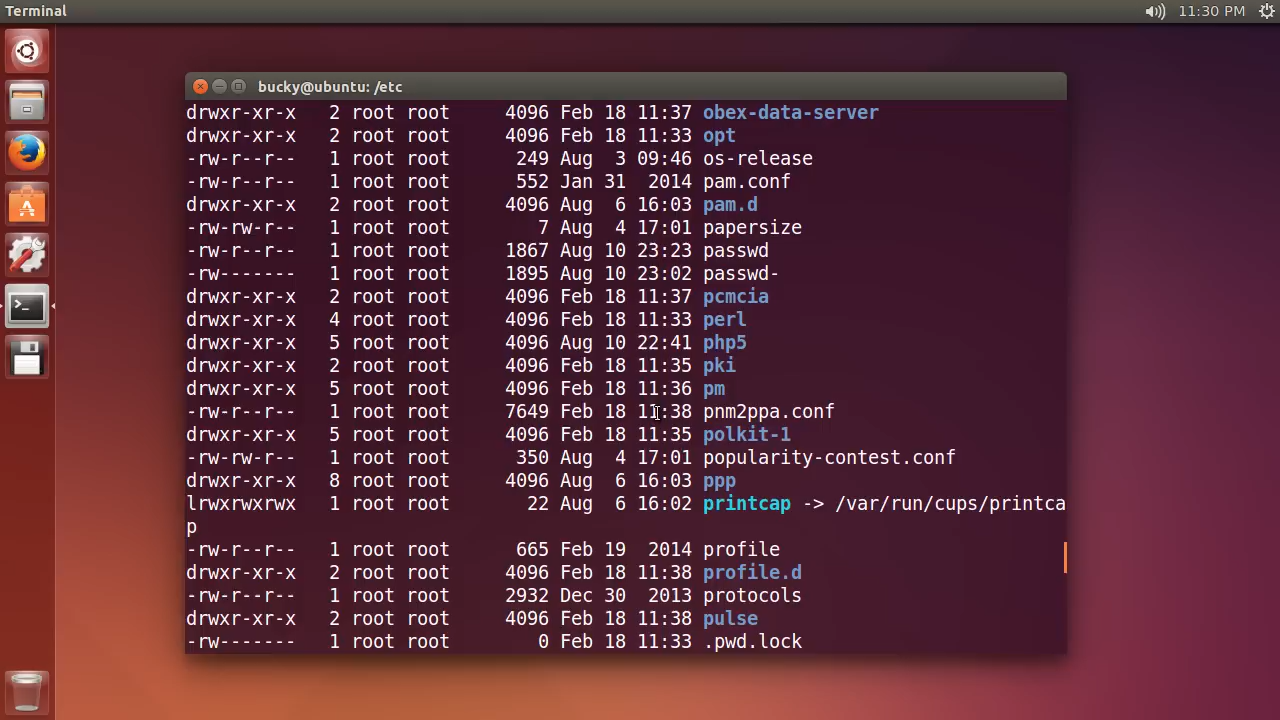 Terminal
11:30 PM
bucky@ubuntu: /etc
drwxr-xr-x   2 root root     4096 Feb 18 11:37 obex-data-server
drwxr-xr-x   2 root root     4096 Feb 18 11:33 opt
-rw-r--r--   1 root root      249 Aug  3 09:46 os-release
-rw-r--r--   1 root root      552 Jan 31  2014 pam.conf
drwxr-xr-x   2 root root     4096 Aug  6 16:03 pam.d
-rw-rw-r--   1 root root        7 Aug  4 17:01 papersize
-rw-r--r--   1 root root     1867 Aug 10 23:23 passwd
-rw-------   1 root root     1895 Aug 10 23:02 passwd-
drwxr-xr-x   2 root root     4096 Feb 18 11:37 pcmcia
drwxr-xr-x   4 root root     4096 Feb 18 11:33 perl
drwxr-xr-x   5 root root     4096 Aug 10 22:41 php5
drwxr-xr-x   2 root root     4096 Feb 18 11:35 pki
drwxr-xr-x   5 root root     4096 Feb 18 11:36 pm
-rw-r--r--   1 root root     7649 Feb 18 11:38 pnm2ppa.conf
drwxr-xr-x   5 root root     4096 Feb 18 11:35 polkit-1
-rw-rw-r--   1 root root      350 Aug  4 17:01 popularity-contest.conf
drwxr-xr-x   8 root root     4096 Aug  6 16:03 ppp
lrwxrwxrwx   1 root root       22 Aug  6 16:02 printcap -> /var/run/cups/printca
p
-rw-r--r--   1 root root      665 Feb 19  2014 profile
drwxr-xr-x   2 root root     4096 Feb 18 11:38 profile.d
-rw-r--r--   1 root root     2932 Dec 30  2013 protocols
drwxr-xr-x   2 root root     4096 Feb 18 11:38 pulse
-rw-------   1 root root        0 Feb 18 11:33 .pwd.lock